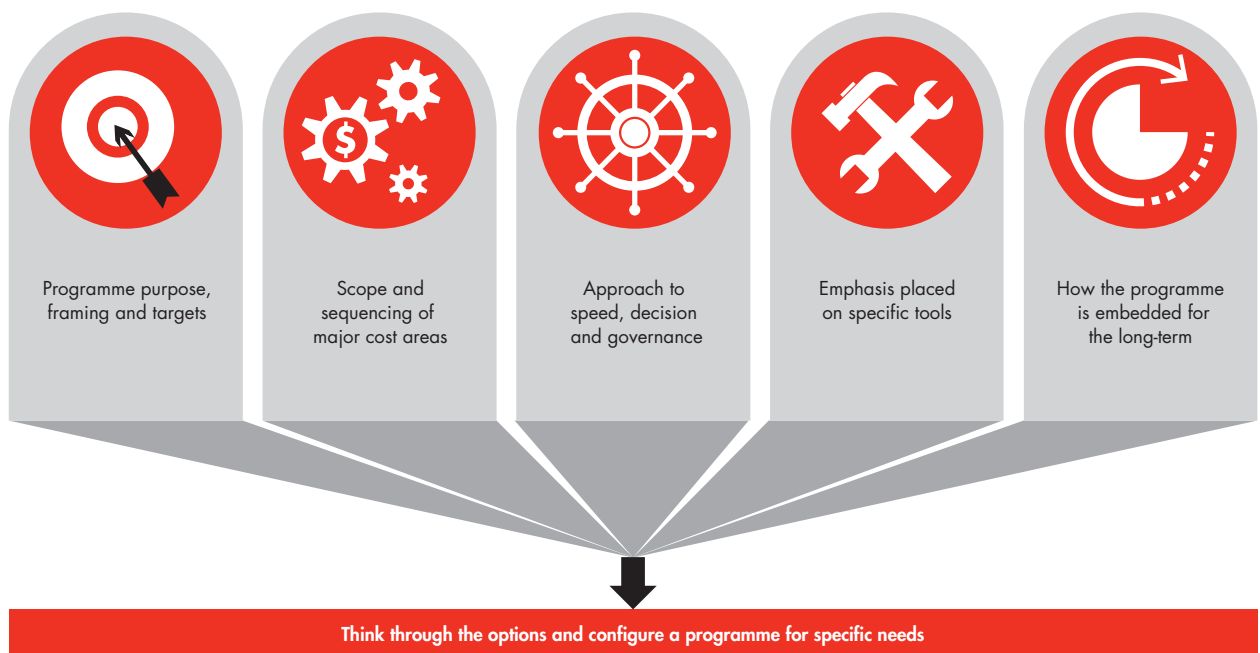 $
Programme purpose,
framing and targets
Scope and
sequencing of
major cost areas
Approach to
speed, decision
and governance
Emphasis placed
on specific tools
How the programme
is embedded for
the long-term
Think through the options and configure a programme for specific needs